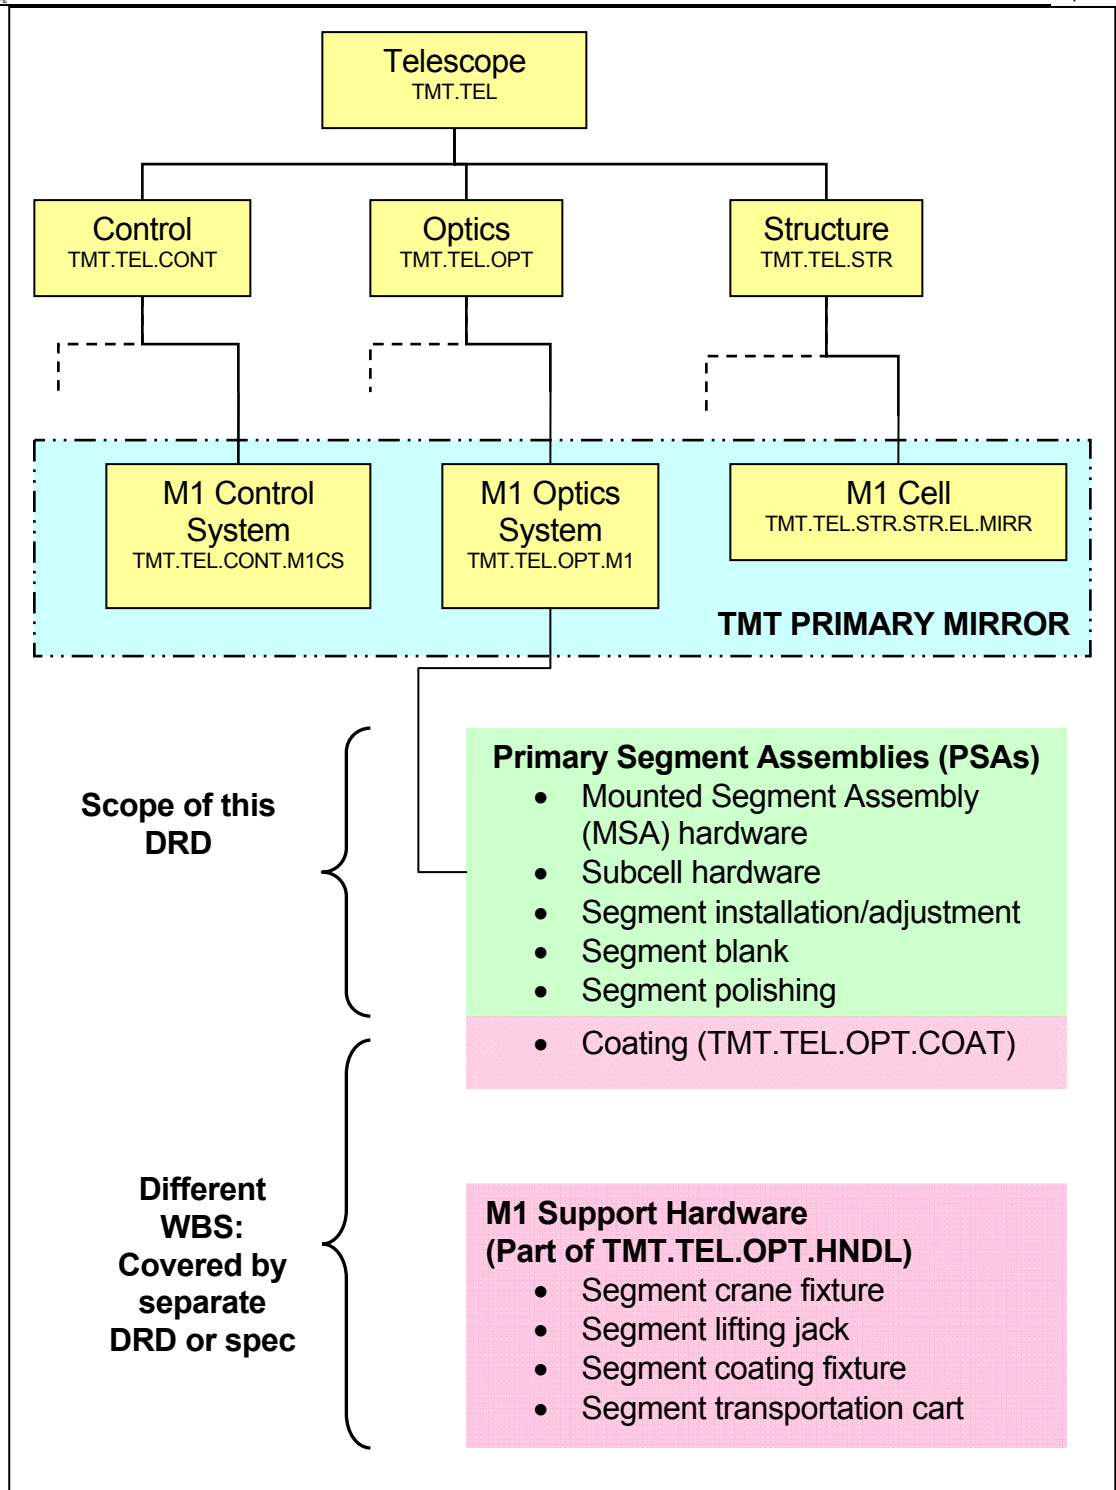 Telescope
TMT.TEL
Control
TMT.TEL.CONT
Optics
TMT.TEL.OPT
Structure
TMT.TEL.STR
M1 Control
System
TMT.TEL.CONT.M1CS
M1 Optics
System
TMT.TEL.OPT.M1
M1 Cell
TMT.TEL.STR.STR.EL.MIRR
TMT PRIMARY MIRROR
Scope of this
DRD
Primary Segment Assemblies (PSAs)
• Mounted Segment Assembly
(MSA) hardware
• Subcell hardware
• Segment installation/adjustment
• Segment blank
• Segment polishing
• Coating (TMT.TEL.OPT.COAT)
Different
WBS:
Covered by
separate
DRD or spec
M1 Support Hardware
(Part of TMT.TEL.OPT.HNDL)
• Segment crane fixture
• Segment lifting jack
• Segment coating fixture
• Segment transportation cart